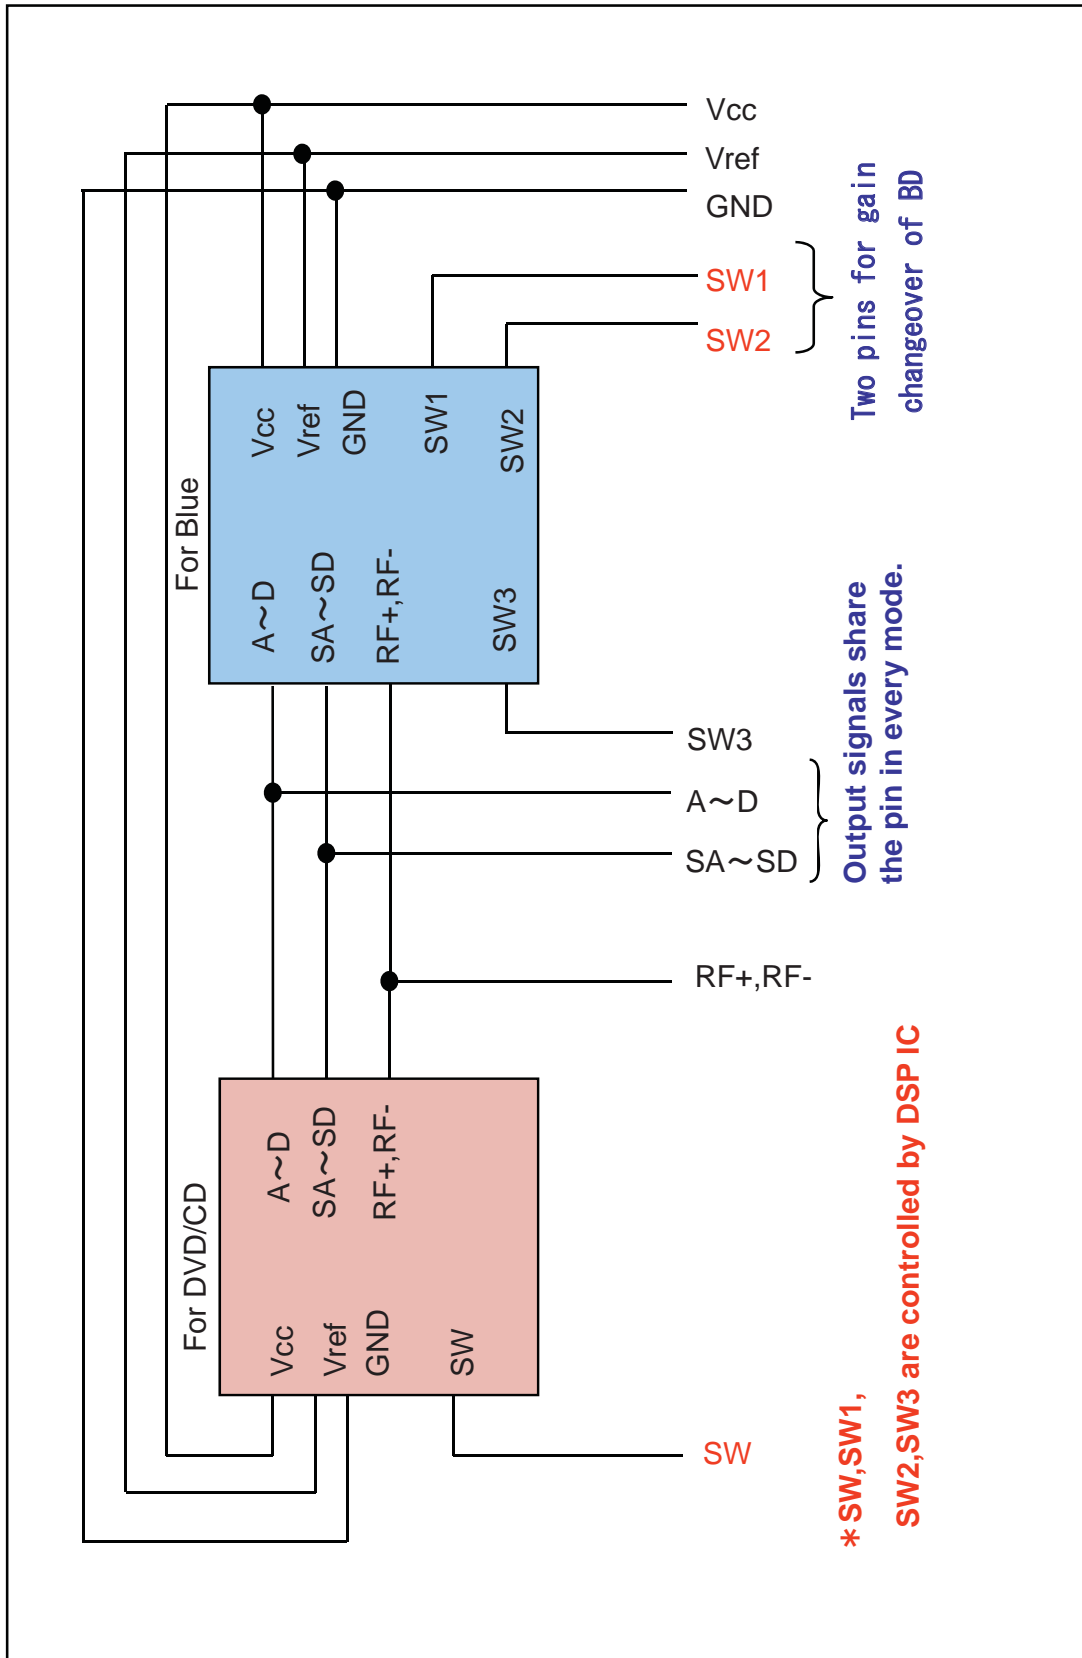 Vcc
Vref
GND
SW1
SW2
Two pins for gain
changeover of BD
For Blue
Vcc
Vref
GND
SW1
SW2
A～D
SA～SD
RF+,RF-
SW3
SW3
A～D
SA～SD
Output signals share
the pin in every mode.
RF+,RF-
For DVD/CD
A～D
SA～SD
RF+,RF-
Vcc
Vref
GND
SW
SW
*SW,SW1,
SW2,SW3 are controlled by DSP IC